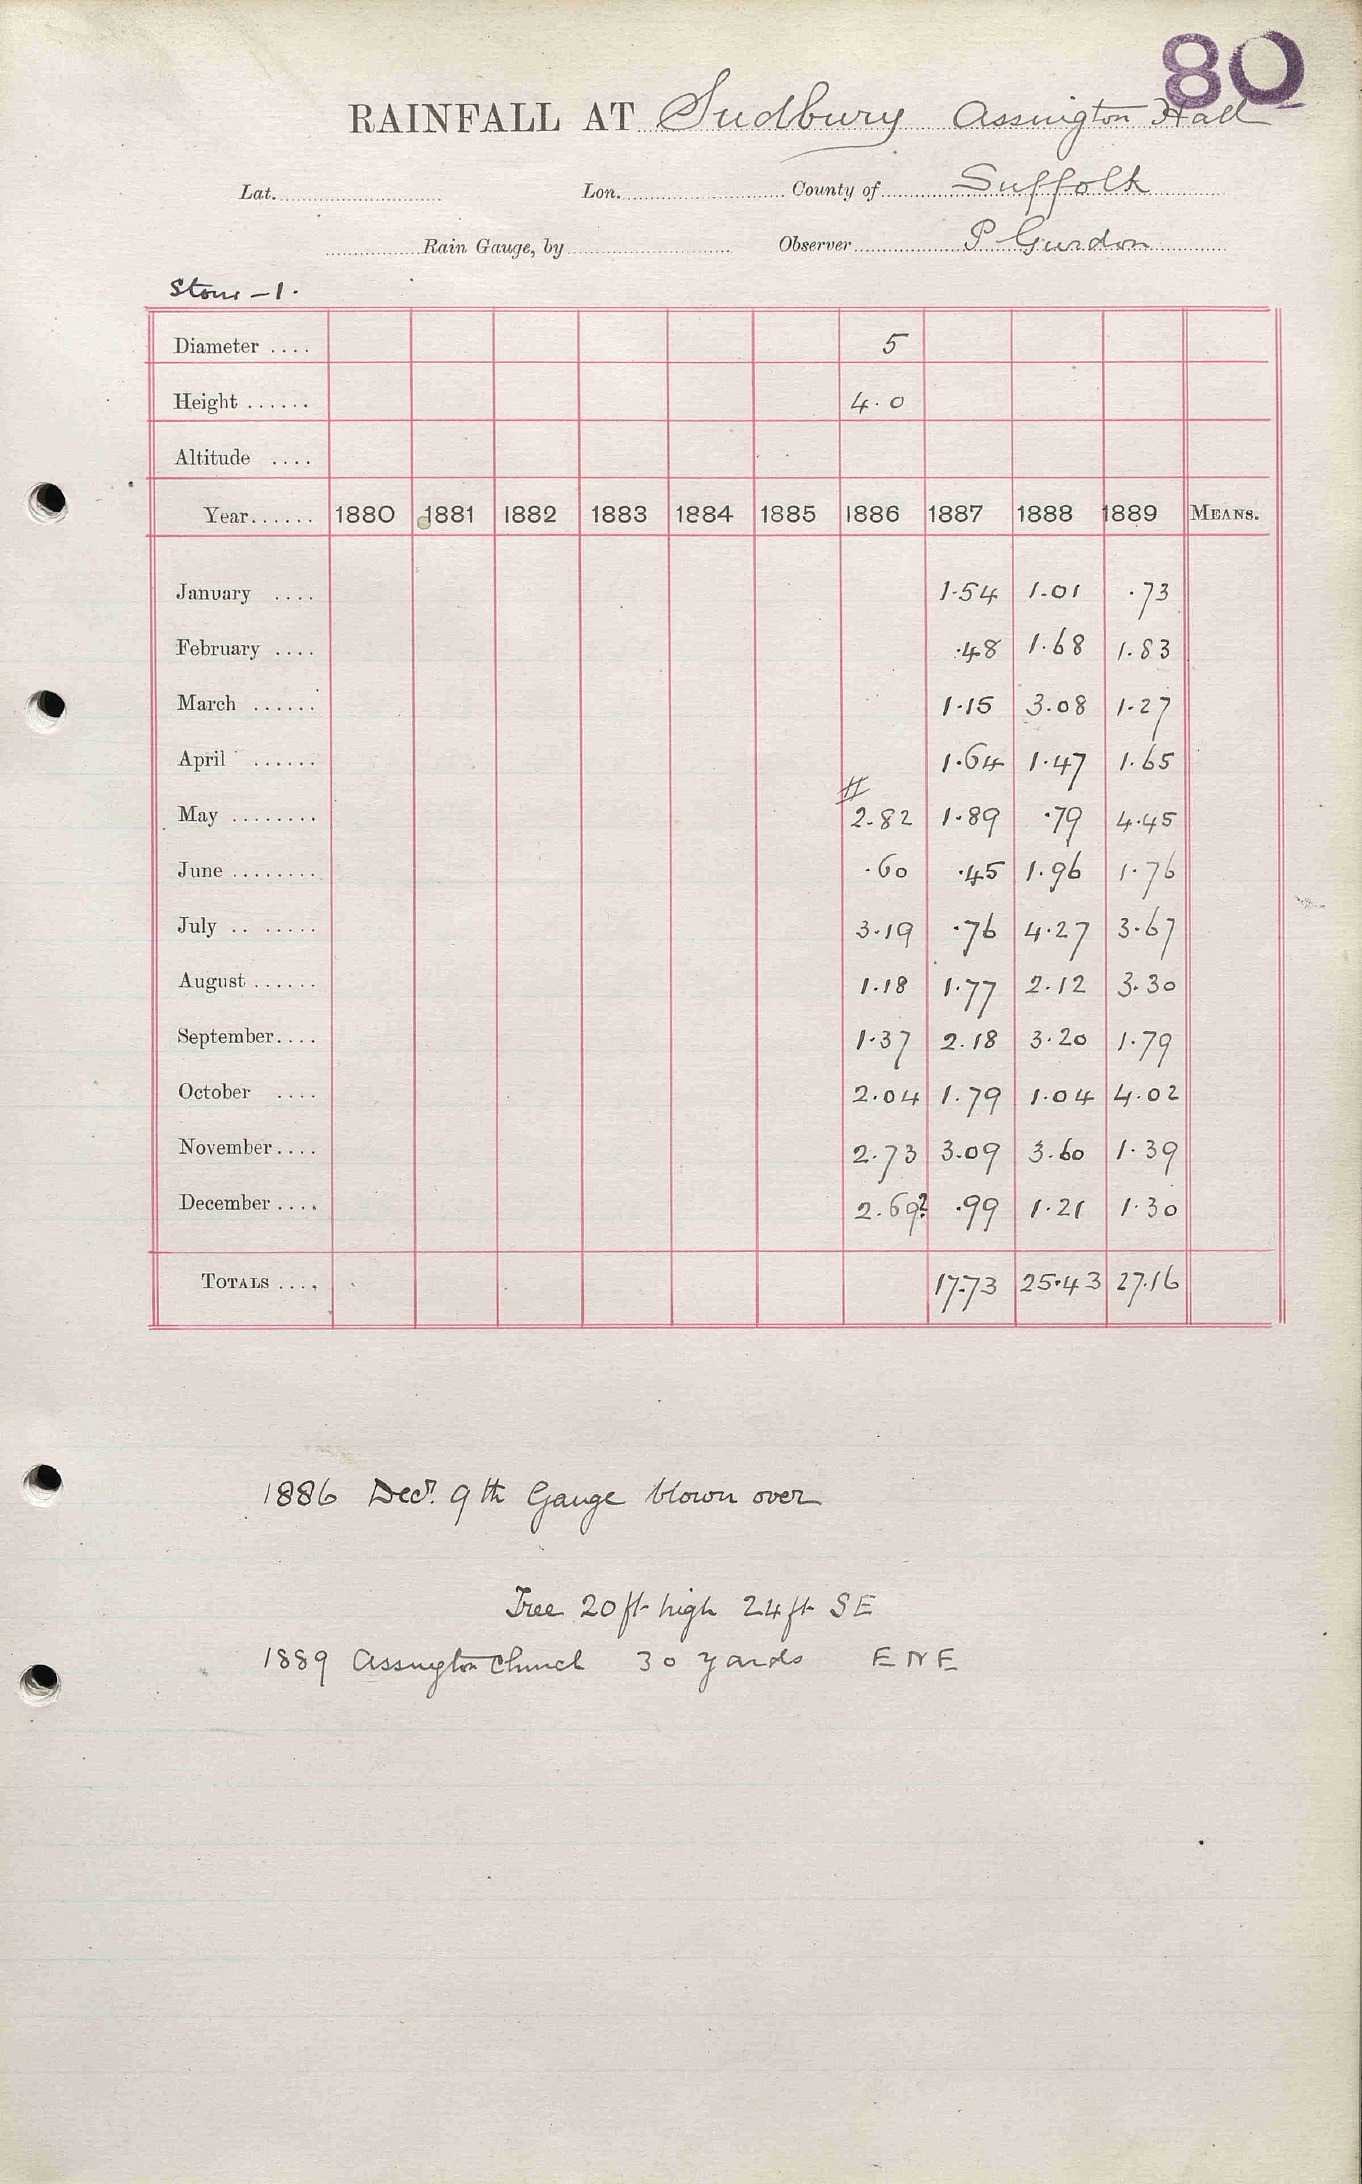 80
RAINFALL AT Sudbury Assington Hall
Lat. Lon. County of Suffolk
Rain Gauge, by Observer P Gurdon
Stour – 1.
Diameter .... 5
Height ...... 4.0
Altitude ....
Year...... 1880 1881 1882 1883 1884 1885 1886 1887 1888 1889 MEANS.
January .... 1.54 1.01 .73
February .... .48 1.68 1.83
March ...... 1.15 3.08 1.27
April ...... 1.64 1.47 1.65
#
May ........ 2.82 1.89 .79 4.45
June ........ .60 .45 1.96 1.76
July .. ..... 3.19 .76 4.27 3.67
August ...... 1.18 1.77 2.12 3.30
September.... 1.37 2.18 3.20 1.79
October .... 2.04 1.79 1.04 4.02
November.... 2.73 3.09 3.60 1.39
December .... 2.69? .99 1.21 1.30
TOTALS .... 17.73 25.43 27.16
1886 Decr. 9th Gauge blown over
Tree 20 ft high 24 ft SE
1889 Assington Church 30 yards ENE